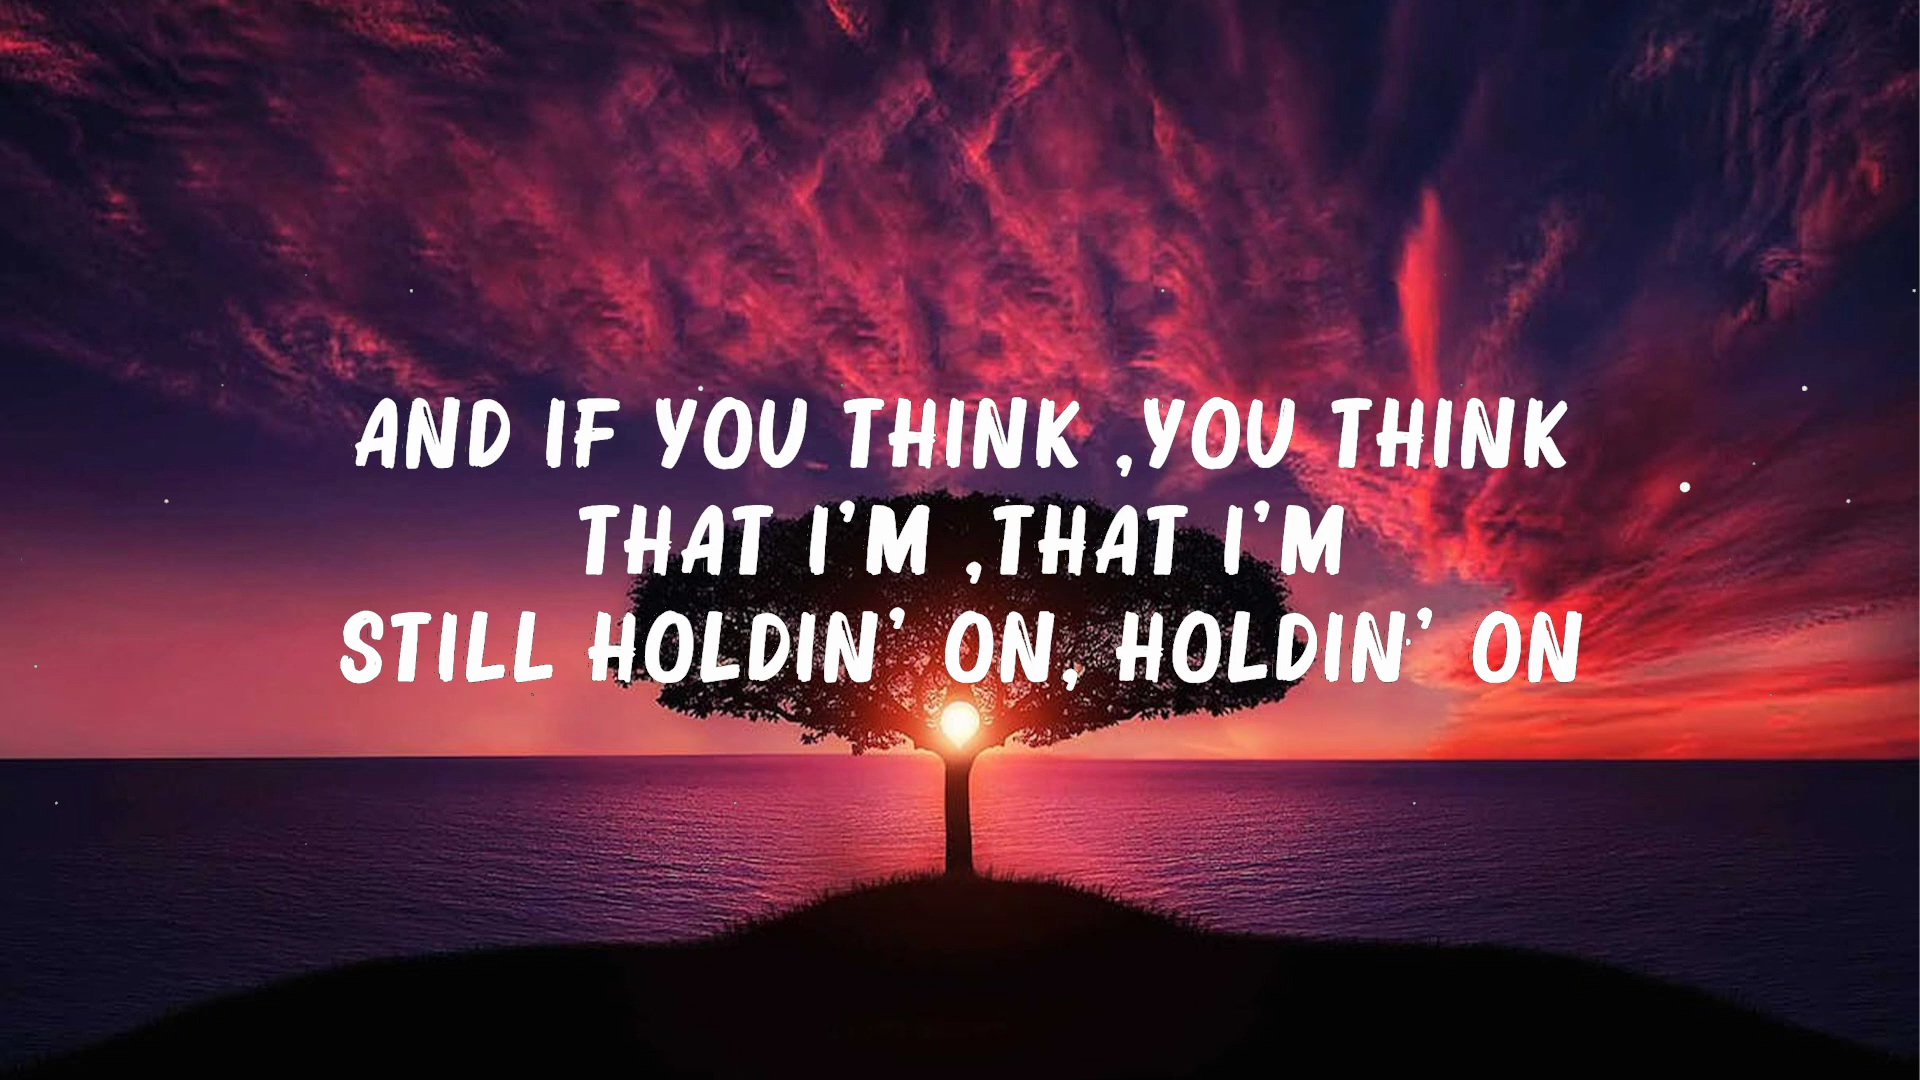 AND IF YOU THINK ,YOU THINK
THAT I'M ,THAT I'M
STILL HOLDIN' ON, HOLDIN' ON